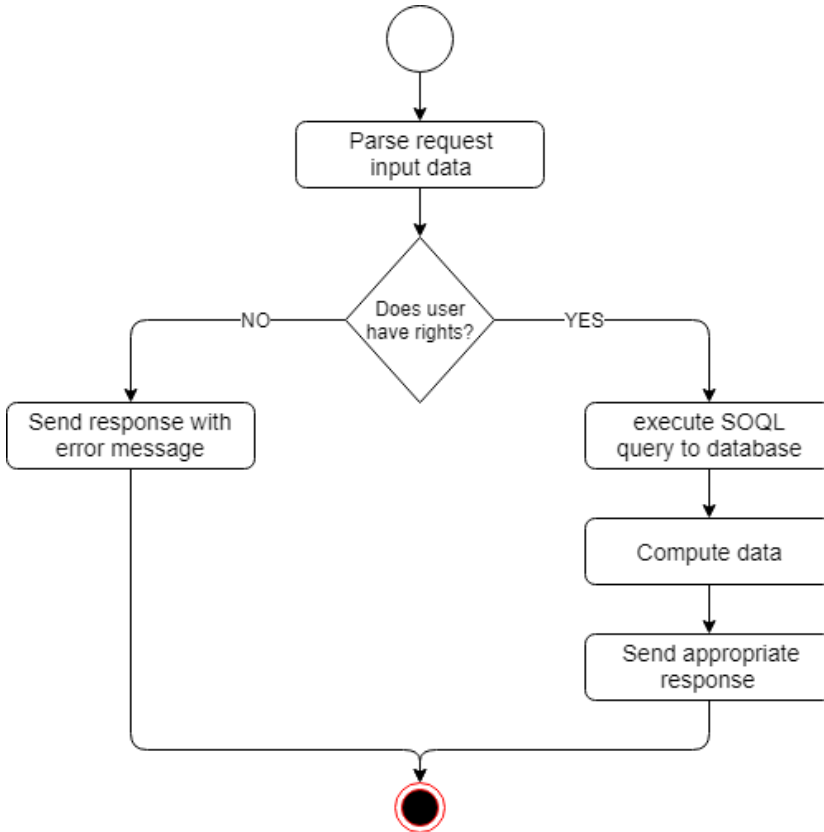 Parse request
input data
Does user
have rights?
NO
YES
Send response with
error message
execute SOQL
query to database
Compute data
Send appropriate
response